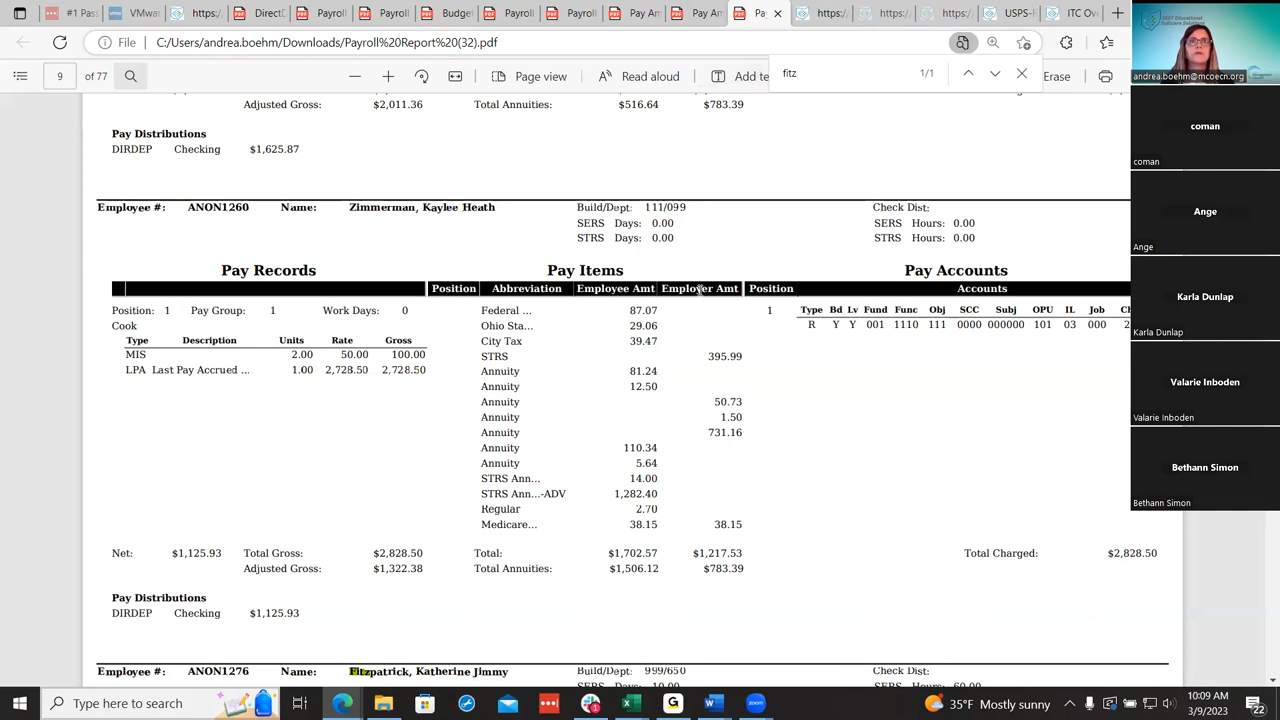 #1 Payroll
VMwa
DirectD
Payroll
Budg
Payroll
Pay Am
Pay Am
Pa
https:/
https:/
https:/
USPS-R
ITC Ov
File C:/Users/andrea.boehm/Downloads/Payroll%20Report(32).pdf
9 of 77 Page view Read aloud Add te Erase
fitz 1/1
Adjusted Gross: $2,011.36 Total Annuities: $516.64 $783.39
Pay Distributions
DIRDEP Checking $1,625.87
Employee #: ANON1260 Name: Zimmerman, Kaylee Heath Build/Dept: 111/099 Check Dist:
SERS Days: 0.00 SERS Hours: 0.00
STRS Days: 0.00 STRS Hours: 0.00
Pay Records Pay Items Pay Accounts
Position Abbreviation Employee Amt Employer Amt Position Accounts
Position: 1 Pay Group: 1 Work Days: 0 Federal ... 87.07 1 Type Bd Lv Fund Func Obj SCC Subj OPU IL Job Ch
Cook Ohio Sta... 29.06 R Y Y 001 1110 111 0000 000000 101 03 000 2
Type Description Units Rate Gross City Tax 39.47
MIS 2.00 50.00 100.00 STRS 395.99
LPA Last Pay Accrued ... 1.00 2,728.50 2,728.50 Annuity 81.24
Annuity 12.50
Annuity 50.73
Annuity 1.50
Annuity 731.16
Annuity 110.34
Annuity 5.64
STRS Ann... 14.00
STRS Ann...-ADV 1,282.40
Regular 2.70
Medicare... 38.15 38.15
Net: $1,125.93 Total Gross: $2,828.50 Total: $1,702.57 $1,217.53 Total Charged: $2,828.50
Adjusted Gross: $1,322.38 Total Annuities: $1,506.12 $783.39
Pay Distributions
DIRDEP Checking $1,125.93
Employee #: ANON1276 Name: Fitzpatrick, Katherine Jimmy Build/Dept: 999/650 Check Dist:
SERS Days: 10.00 SERS Hours: 60.00
andrea.boehm@mcoecn.org
coman
coman
Ange
Ange
Karla Dunlap
Karla Dunlap
Valarie Inboden
Valarie Inboden
Bethann Simon
Bethann Simon
Type here to search
35°F Mostly sunny
10:09 AM
3/9/2023
22